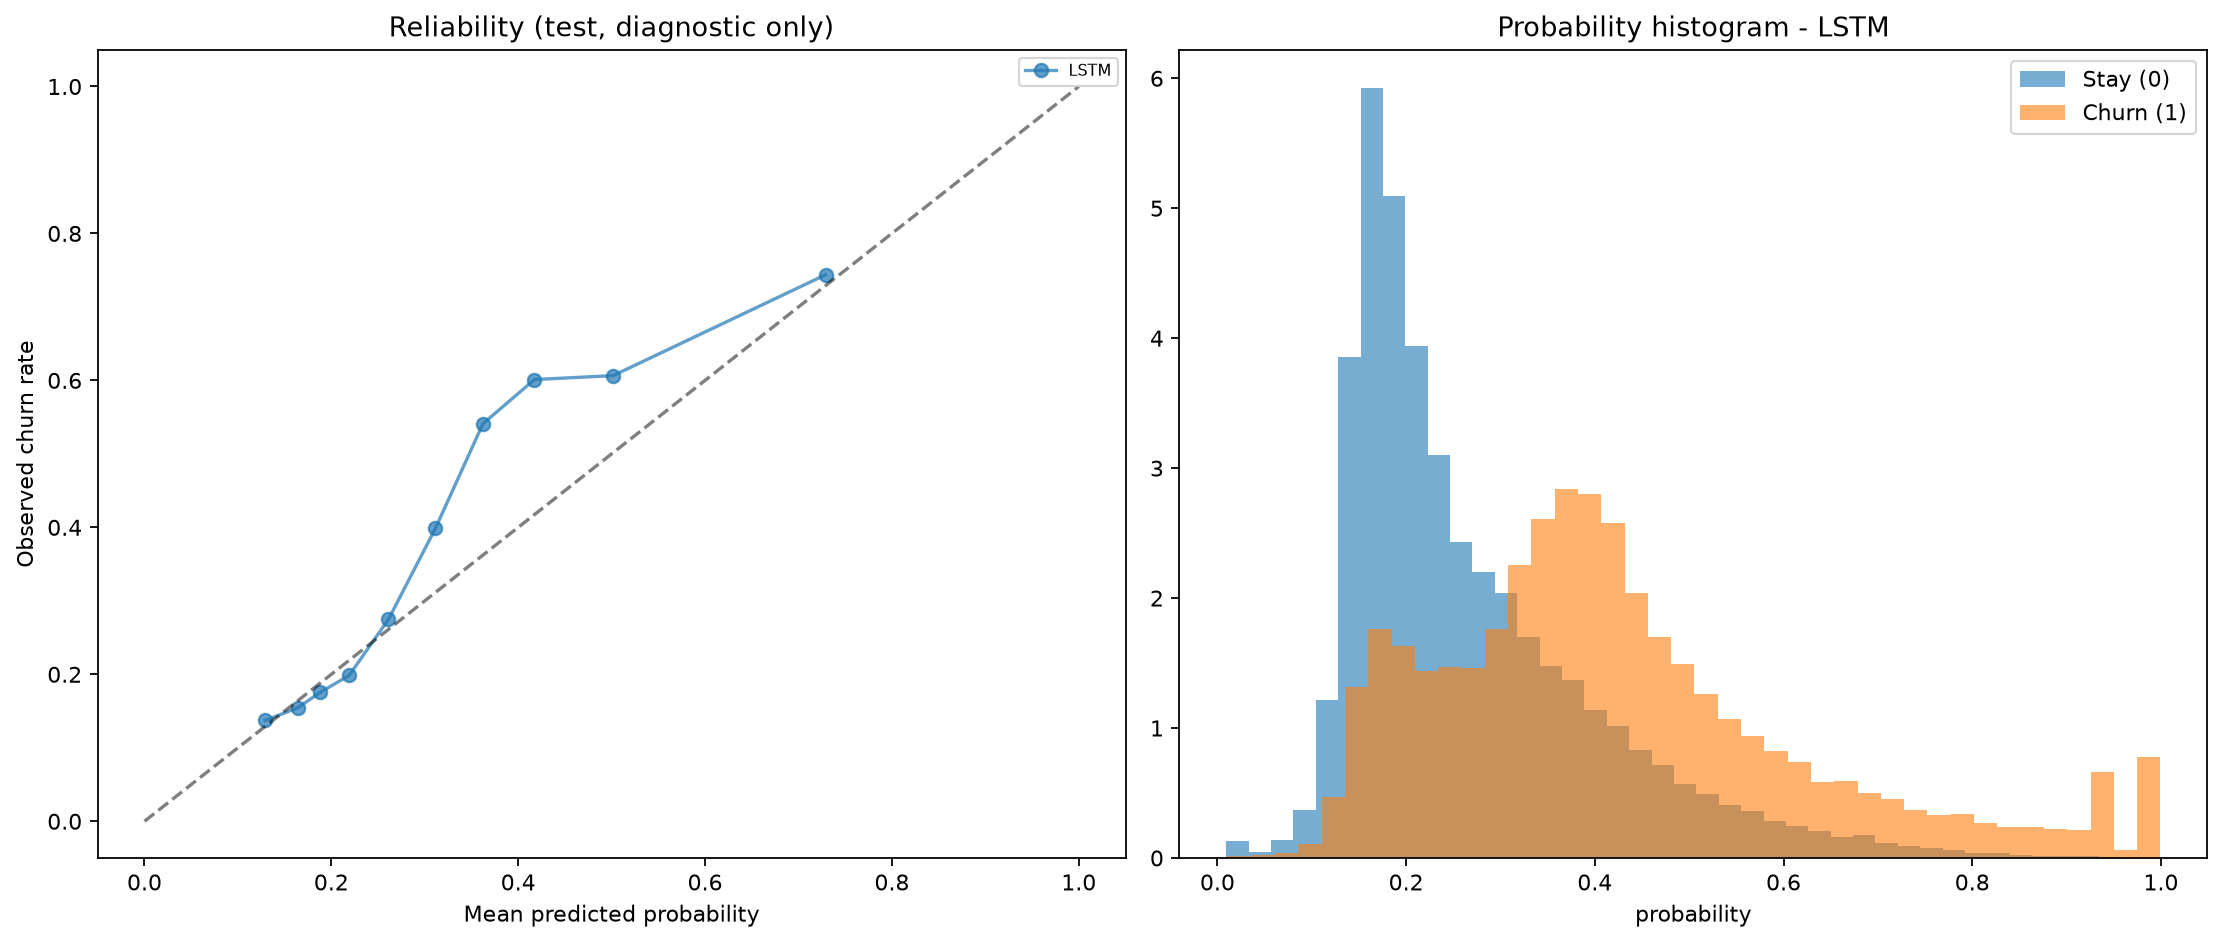 Reliability (test, diagnostic only)
LSTM
1.0
0.8
0.6
0.4
0.2
0.0
Observed churn rate
0.0 0.2 0.4 0.6 0.8 1.0
Mean predicted probability
Probability histogram - LSTM
Stay (0)
Churn (1)
6
5
4
3
2
1
0
0.0 0.2 0.4 0.6 0.8 1.0
probability